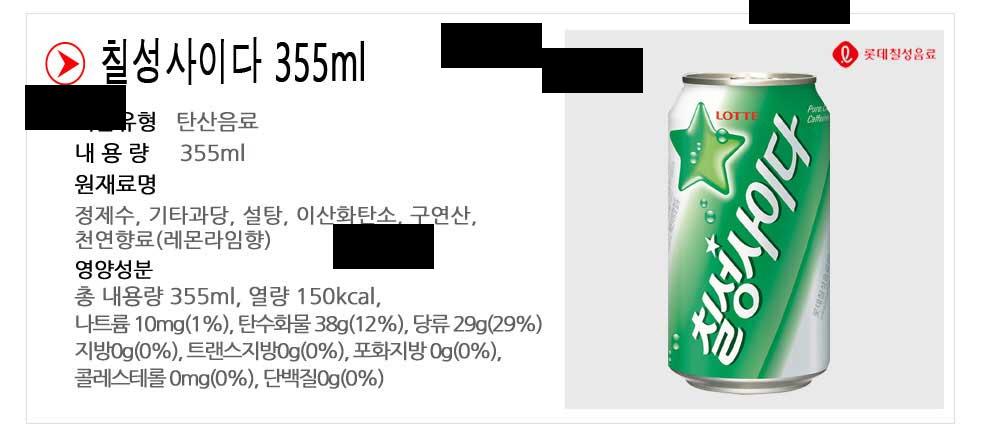 칠성사이다 355ml
유형 탄산음료
내 용 량 355ml
원재료명
정제수, 기타과당, 설탕, 이산화탄소, 구연산,
천연향료(레몬라임향)
영양성분
총 내용량 355ml, 열량 150kcal,
나트륨 10mg(1%), 탄수화물 38g(12%), 당류 29g(29%)
지방0g(0%), 트랜스지방0g(0%), 포화지방 0g(0%),
콜레스테롤 0mg(0%), 단백질0g(0%)
롯데칠성음료
LOTTE
칠성사이다